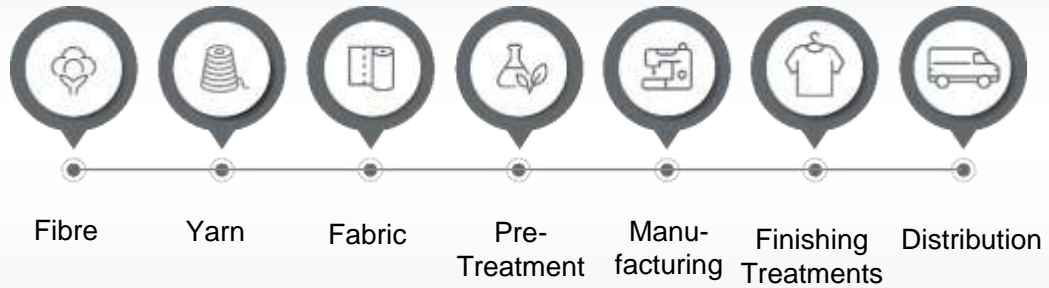 Fibre
Yarn
Fabric
Pre-
Treatment
Manu-
facturing
Finishing
Treatments
Distribution